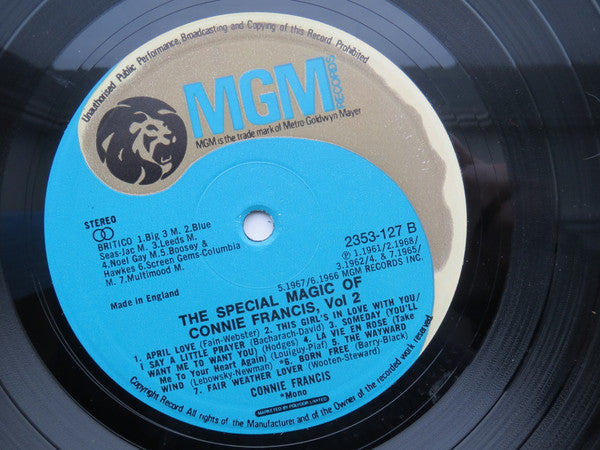 Unauthorised Public Performance, Broadcasting and Copying of this Record Prohibited
MGM
RECORDS
MGM is the trade mark of Metro-Goldwyn Mayer
STEREO
BRITICO 1.Big 3 M. 2.Blue
Seas-Jac M. 3.Leeds M.
4.Noel Gay M. 5.Boosey &
Hawkes 6.Screen Gems-Columbia
M. 7.Multimood M.
Made in England
2353-127 B
℗ 1.1961/2.1968/
3.1962/4. & 7.1965/
5.1967/6.1966 MGM RECORDS INC.
THE SPECIAL MAGIC OF
CONNIE FRANCIS, Vol 2
1. APRIL LOVE (Fain-Webster) 2. THIS GIRL'S IN LOVE WITH YOU/
I SAY A LITTLE PRAYER (Bacharach-David) 3. SOMEDAY (YOU'LL
WANT ME TO WANT YOU) (Hodges) 4. LA VIE EN ROSE (Take
Me To Your Heart Again) (Louiguy-Piaf) 5. THE WAYWARD
WIND (Lebowsky-Newman) *6. BORN FREE (Barry-Black)
7. FAIR WEATHER LOVER (Wooten-Steward)
CONNIE FRANCIS
*Mono
MARKETED BY POLYDOR LIMITED
Copyright Record All rights of the Manufacturer and of the Owner of the recorded work reserved